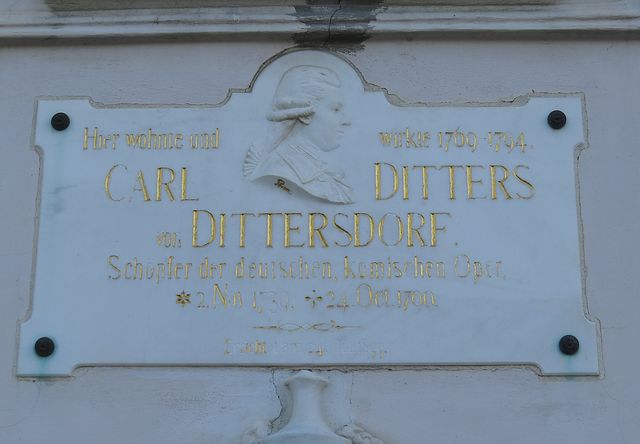 Hier wohnte und wirkte 1769-1794.
CARL DITTERS
von DITTERSDORF.
Schöpfer der deutschen, komischen Oper.
* 2. Nov. 1739. ✢ 24. Oct. 1799.